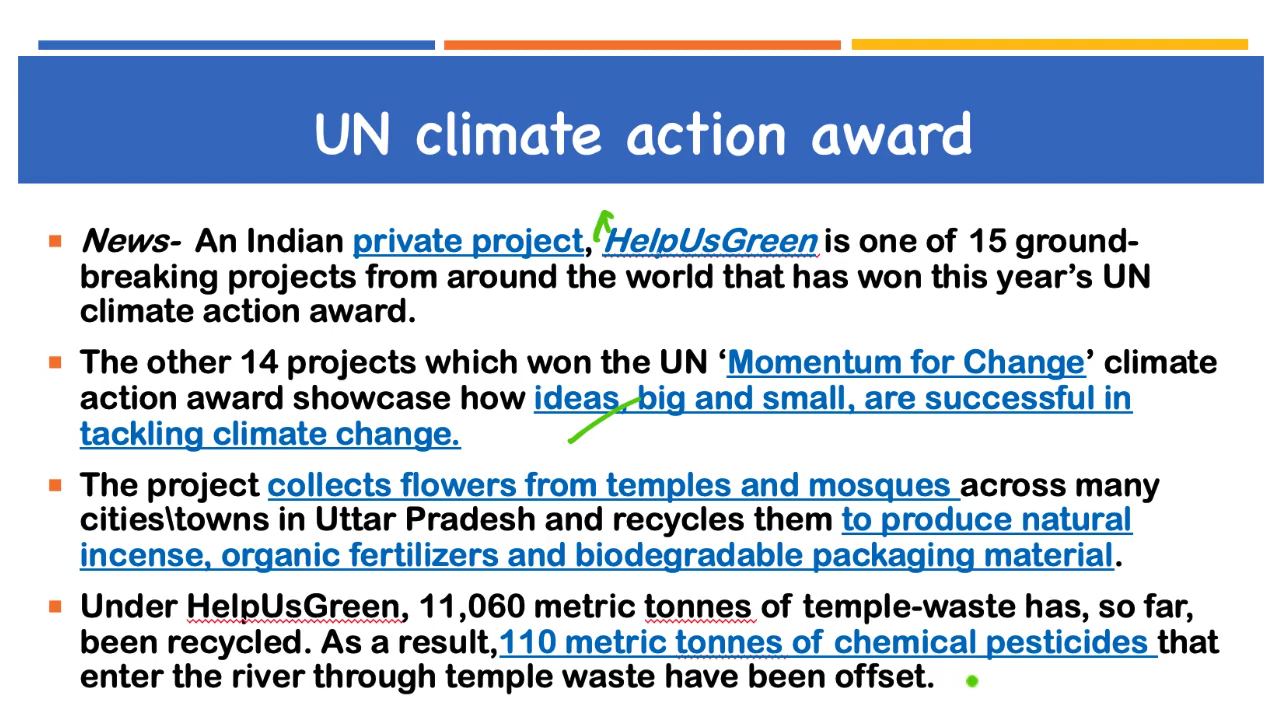 UN climate action award
News- An Indian private project, HelpUsGreen is one of 15 ground-
breaking projects from around the world that has won this year’s UN
climate action award.
The other 14 projects which won the UN ‘Momentum for Change’ climate
action award showcase how ideas, big and small, are successful in
tackling climate change.
The project collects flowers from temples and mosques across many
cities\towns in Uttar Pradesh and recycles them to produce natural
incense, organic fertilizers and biodegradable packaging material.
Under HelpUsGreen, 11,060 metric tonnes of temple-waste has, so far,
been recycled. As a result,110 metric tonnes of chemical pesticides that
enter the river through temple waste have been offset.